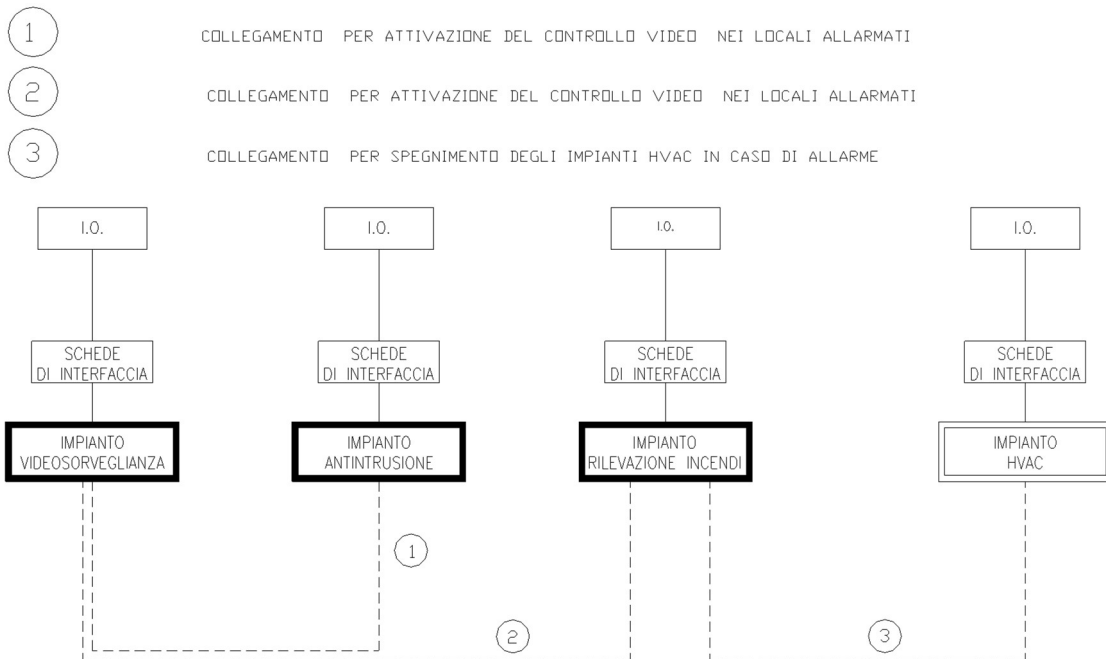 1 COLLEGAMENTO PER ATTIVAZIONE DEL CONTROLLO VIDEO NEI LOCALI ALLARMATI
2 COLLEGAMENTO PER ATTIVAZIONE DEL CONTROLLO VIDEO NEI LOCALI ALLARMATI
3 COLLEGAMENTO PER SPEGNIMENTO DEGLI IMPIANTI HVAC IN CASO DI ALLARME
I.O.
I.O.
I.O.
I.O.
SCHEDE
DI INTERFACCIA
SCHEDE
DI INTERFACCIA
SCHEDE
DI INTERFACCIA
SCHEDE
DI INTERFACCIA
IMPIANTO
VIDEOSORVEGLIANZA
IMPIANTO
ANTINTRUSIONE
IMPIANTO
RILEVAZIONE INCENDI
IMPIANTO
HVAC
1
2
3